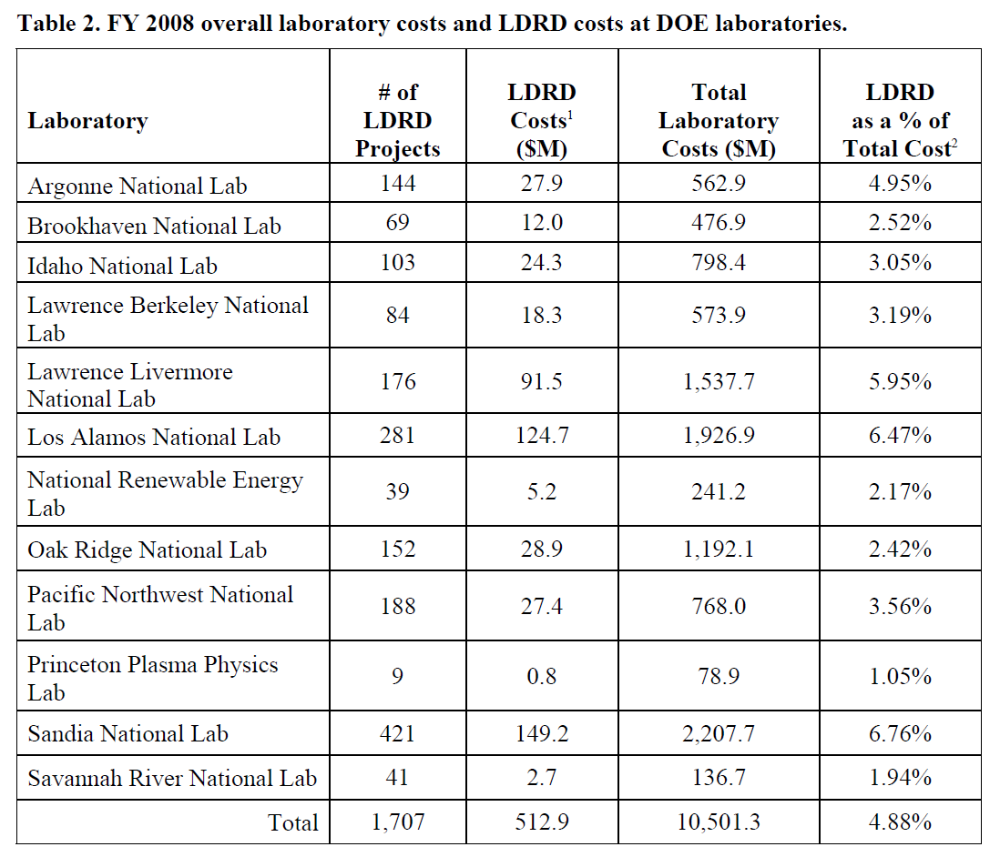 Table 2. FY 2008 overall laboratory costs and LDRD costs at DOE laboratories.
Laboratory
# of
LDRD
Projects
LDRD
Costs1
($M)
Total
Laboratory
Costs ($M)
LDRD
as a % of
Total Cost2
Argonne National Lab 144 27.9 562.9 4.95%
Brookhaven National Lab 69 12.0 476.9 2.52%
Idaho National Lab 103 24.3 798.4 3.05%
Lawrence Berkeley National
Lab
84 18.3 573.9 3.19%
Lawrence Livermore
National Lab
176 91.5 1,537.7 5.95%
Los Alamos National Lab 281 124.7 1,926.9 6.47%
National Renewable Energy
Lab
39 5.2 241.2 2.17%
Oak Ridge National Lab 152 28.9 1,192.1 2.42%
Pacific Northwest National
Lab
188 27.4 768.0 3.56%
Princeton Plasma Physics
Lab
9 0.8 78.9 1.05%
Sandia National Lab 421 149.2 2,207.7 6.76%
Savannah River National Lab 41 2.7 136.7 1.94%
Total 1,707 512.9 10,501.3 4.88%